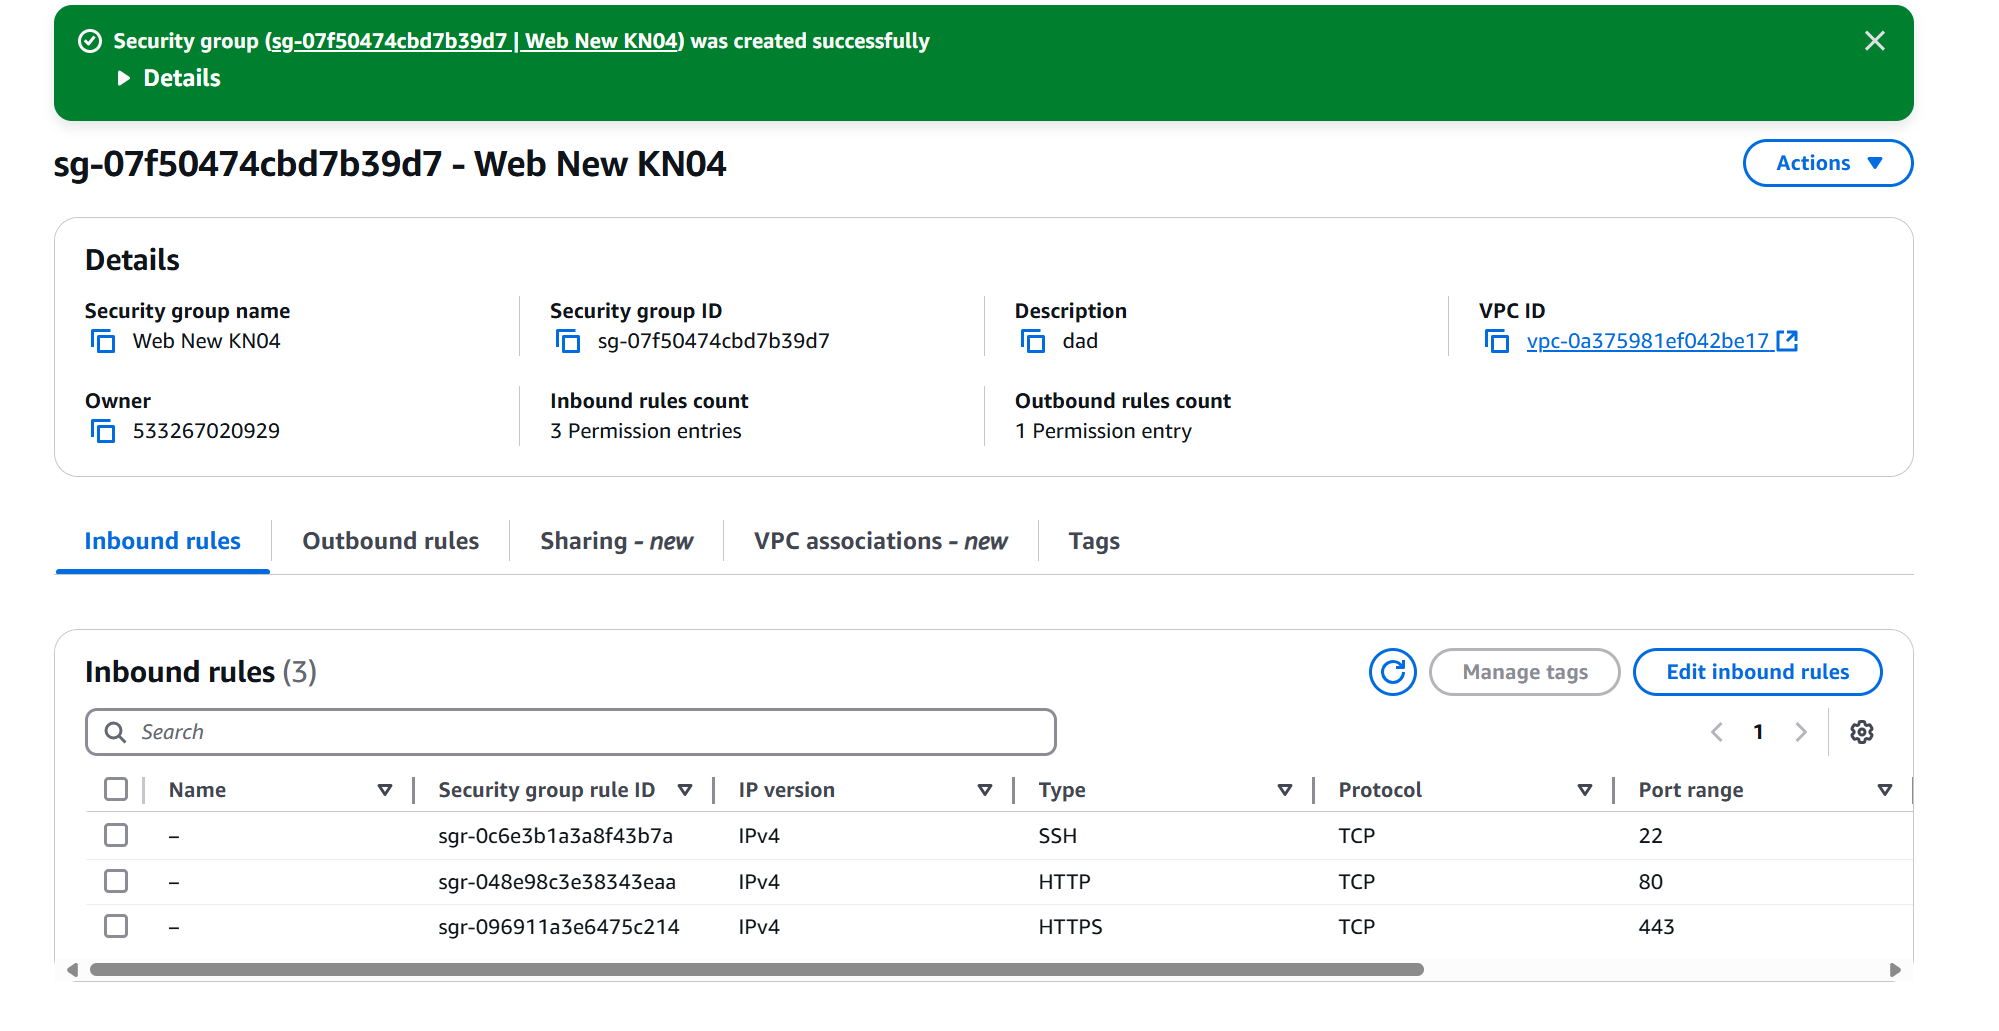 Security group (sg-07f50474cbd7b39d7 | Web New KN04) was created successfully
Details
sg-07f50474cbd7b39d7 - Web New KN04
Actions
Details
Security group name
Web New KN04
Security group ID
sg-07f50474cbd7b39d7
Description
dad
VPC ID
vpc-0a375981ef042be17
Owner
533267020929
Inbound rules count
3 Permission entries
Outbound rules count
1 Permission entry
Inbound rules
Outbound rules
Sharing - new
VPC associations - new
Tags
Inbound rules (3)
Manage tags
Edit inbound rules
Search
1
Name Security group rule ID IP version Type Protocol Port range
– sgr-0c6e3b1a3a8f43b7a IPv4 SSH TCP 22
– sgr-048e98c3e38343eaa IPv4 HTTP TCP 80
– sgr-096911a3e6475c214 IPv4 HTTPS TCP 443